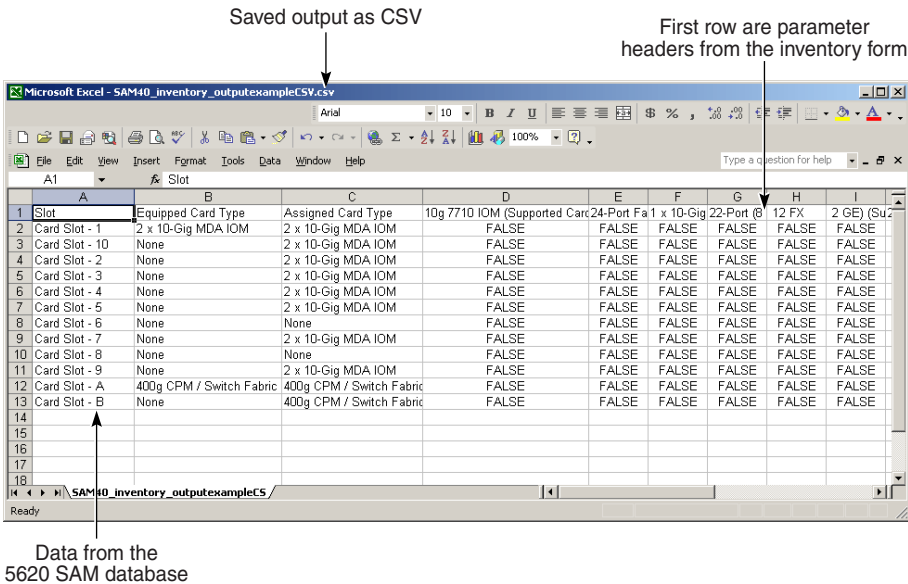 Saved output as CSV
First row are parameter
headers from the inventory form
Microsoft Excel - SAM40_inventory_outputexampleCSV.csv
Arial 10 B I U $ % ,
Σ 100%
File Edit View Insert Format Tools Data Window Help Type a question for help
A1 fx Slot
A B C D E F G H I
1 Slot Equipped Card Type Assigned Card Type 10g 7710 IOM (Supported Card 24-Port Fa 1 x 10-Gig 22-Port (8 12 FX 2 GE) (Su 2
2 Card Slot - 1 2 x 10-Gig MDA IOM 2 x 10-Gig MDA IOM FALSE FALSE FALSE FALSE FALSE FALSE
3 Card Slot - 10 None 2 x 10-Gig MDA IOM FALSE FALSE FALSE FALSE FALSE FALSE
4 Card Slot - 2 None 2 x 10-Gig MDA IOM FALSE FALSE FALSE FALSE FALSE FALSE
5 Card Slot - 3 None 2 x 10-Gig MDA IOM FALSE FALSE FALSE FALSE FALSE FALSE
6 Card Slot - 4 None 2 x 10-Gig MDA IOM FALSE FALSE FALSE FALSE FALSE FALSE
7 Card Slot - 5 None 2 x 10-Gig MDA IOM FALSE FALSE FALSE FALSE FALSE FALSE
8 Card Slot - 6 None None FALSE FALSE FALSE FALSE FALSE FALSE
9 Card Slot - 7 None 2 x 10-Gig MDA IOM FALSE FALSE FALSE FALSE FALSE FALSE
10 Card Slot - 8 None None FALSE FALSE FALSE FALSE FALSE FALSE
11 Card Slot - 9 None 2 x 10-Gig MDA IOM FALSE FALSE FALSE FALSE FALSE FALSE
12 Card Slot - A 400g CPM / Switch Fabric 400g CPM / Switch Fabric FALSE FALSE FALSE FALSE FALSE FALSE
13 Card Slot - B None 400g CPM / Switch Fabric FALSE FALSE FALSE FALSE FALSE FALSE
14
15
16
17
18
SAM40_inventory_outputexampleCS
Ready
Data from the
5620 SAM database